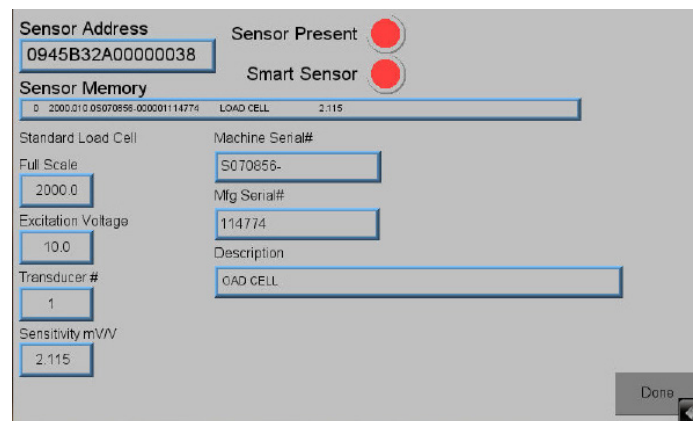 Sensor Address
Sensor Present
0945B32A00000038
Smart Sensor
Sensor Memory
0 2000.010.0S070856-000001114774 LOAD CELL 2.115
Standard Load Cell
Machine Serial#
Full Scale
S070856-
2000.0
Mfg Serial#
Excitation Voltage
114774
10.0
Description
Transducer #
OAD CELL
1
Sensitivity mV/V
2.115
Done